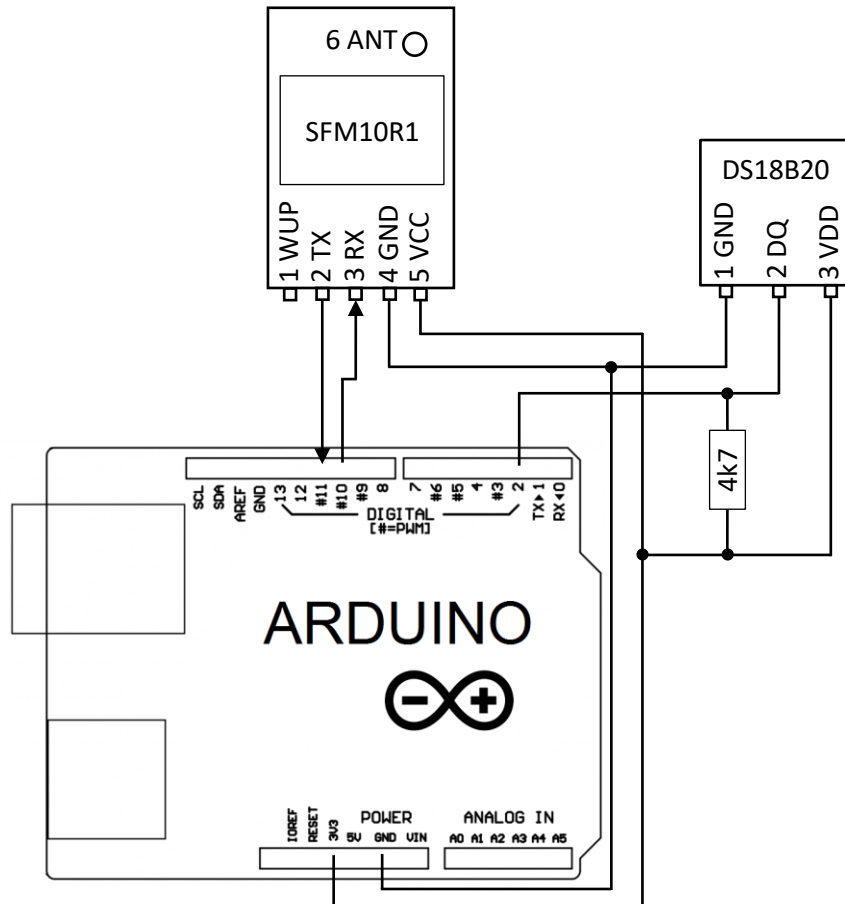 6 ANT
SFM10R1
1 WUP
2 TX
3 RX
4 GND
5 VCC
DS18B20
1 GND
2 DQ
3 VDD
4k7
SCL
SDA
AREF
GND
13
12
#11
#10
#9
8
7
#6
#5
4
#3
2
TX▸1
RX◂0
DIGITAL
[#=PWM]
ARDUINO
POWER
ANALOG IN
IOREF
RESET
3V3
5V
GND
VIN
A0 A1 A2 A3 A4 A5